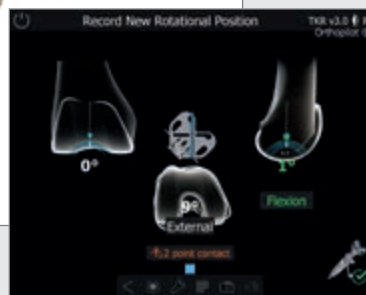 Record New Rotational Position
TKR v3.0
Orthopilot
0°
1°
9°
External
Flexion
2 point contact